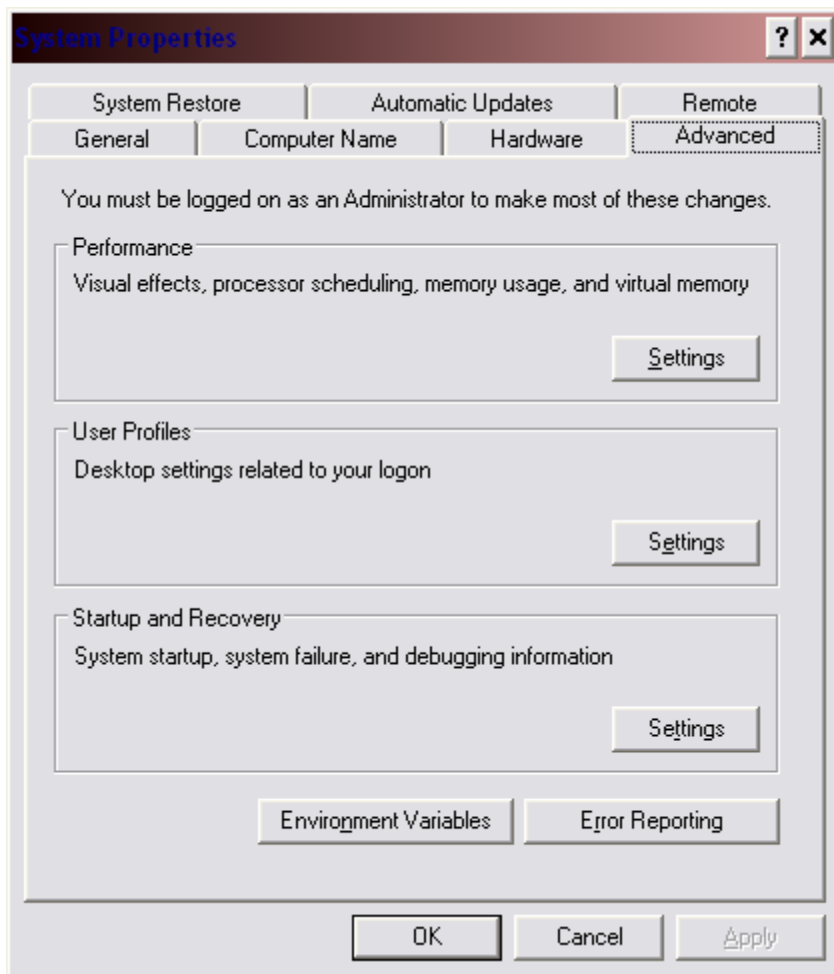 System Properties
?
System Restore Automatic Updates Remote
General Computer Name Hardware Advanced
You must be logged on as an Administrator to make most of these changes.
Performance
Visual effects, processor scheduling, memory usage, and virtual memory
Settings
User Profiles
Desktop settings related to your logon
Settings
Startup and Recovery
System startup, system failure, and debugging information
Settings
Environment Variables Error Reporting
OK Cancel Apply